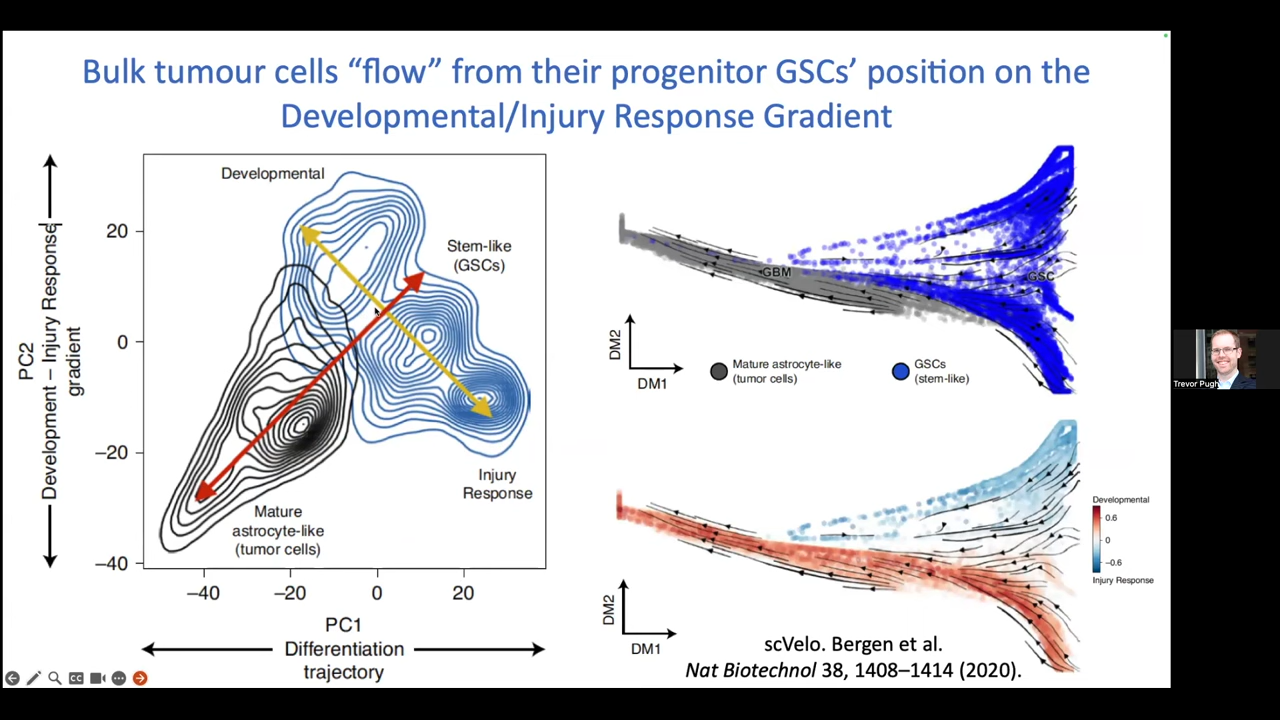 Bulk tumour cells “flow” from their progenitor GSCs’ position on the
Developmental/Injury Response Gradient
PC2
Development – Injury Response
gradient
20
0
−20
−40
Developmental
Stem-like
(GSCs)
Injury
Response
Mature
astrocyte-like
(tumor cells)
−40
−20
0
20
PC1
Differentiation
trajectory
GBM
GSC
DM2
DM1
Mature astrocyte-like
(tumor cells)
GSCs
(stem-like)
Developmental
0.6
0
−0.6
Injury Response
DM2
DM1
scVelo. Bergen et al.
Nat Biotechnol 38, 1408–1414 (2020).
CC
Trevor Pugh